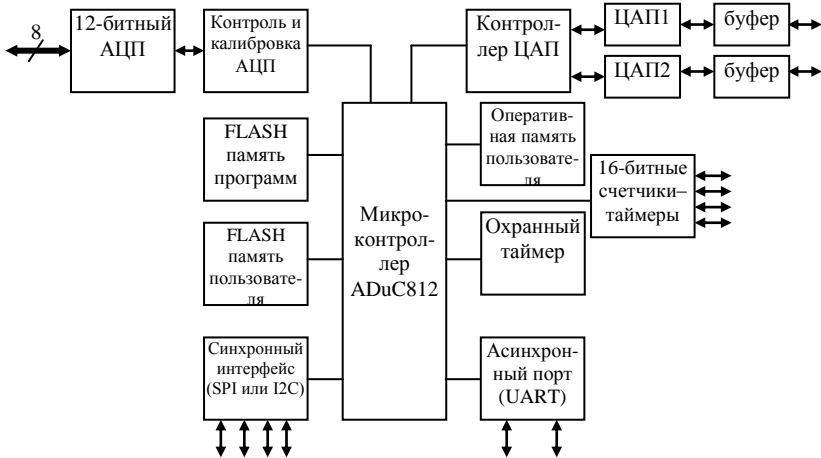 8
12-битный
АЦП
Контроль и
калибровка
АЦП
Контрол-
лер ЦАП
ЦАП1
буфер
ЦАП2
буфер
FLASH
память
программ
Оператив-
ная память
пользовате-
ля
16-битные
счетчики–
таймеры
Микро-
контрол-
лер
ADuC812
FLASH
память
пользовате-
ля
Охранный
таймер
Синхронный
интерфейс
(SPI или I2C)
Асинхрон-
ный порт
(UART)